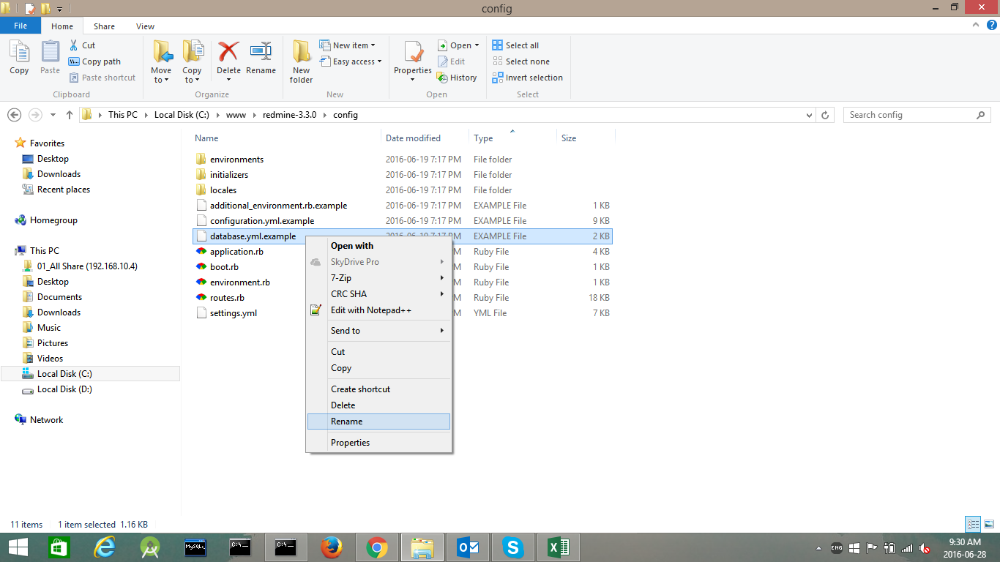 config
File Home Share View
Copy Paste Cut Copy path Paste shortcut Clipboard
Move to Copy to Delete Rename Organize
New folder New item Easy access New
Properties Open Edit History Open
Select all Select none Invert selection Select
This PC Local Disk (C:) www redmine-3.3.0 config Search config
Favorites
Desktop
Downloads
Recent places
Homegroup
This PC
01_All Share (192.168.10.4)
Desktop
Documents
Downloads
Music
Pictures
Videos
Local Disk (C:)
Local Disk (D:)
Network
Name Date modified Type Size
environments 2016-06-19 7:17 PM File folder
initializers 2016-06-19 7:17 PM File folder
locales 2016-06-19 7:17 PM File folder
additional_environment.rb.example 2016-06-19 7:17 PM EXAMPLE File 1 KB
configuration.yml.example 2016-06-19 7:17 PM EXAMPLE File 9 KB
database.yml.example 2016-06-19 7:17 PM EXAMPLE File 2 KB
application.rb M Ruby File 4 KB
boot.rb M Ruby File 1 KB
environment.rb M Ruby File 1 KB
routes.rb M Ruby File 18 KB
settings.yml M YML File 7 KB
Open with
SkyDrive Pro
7-Zip
CRC SHA
Edit with Notepad++
Send to
Cut
Copy
Create shortcut
Delete
Rename
Properties
11 items 1 item selected 1.16 KB
MySQL
C:\
C:\
ENG
9:30 AM
2016-06-28